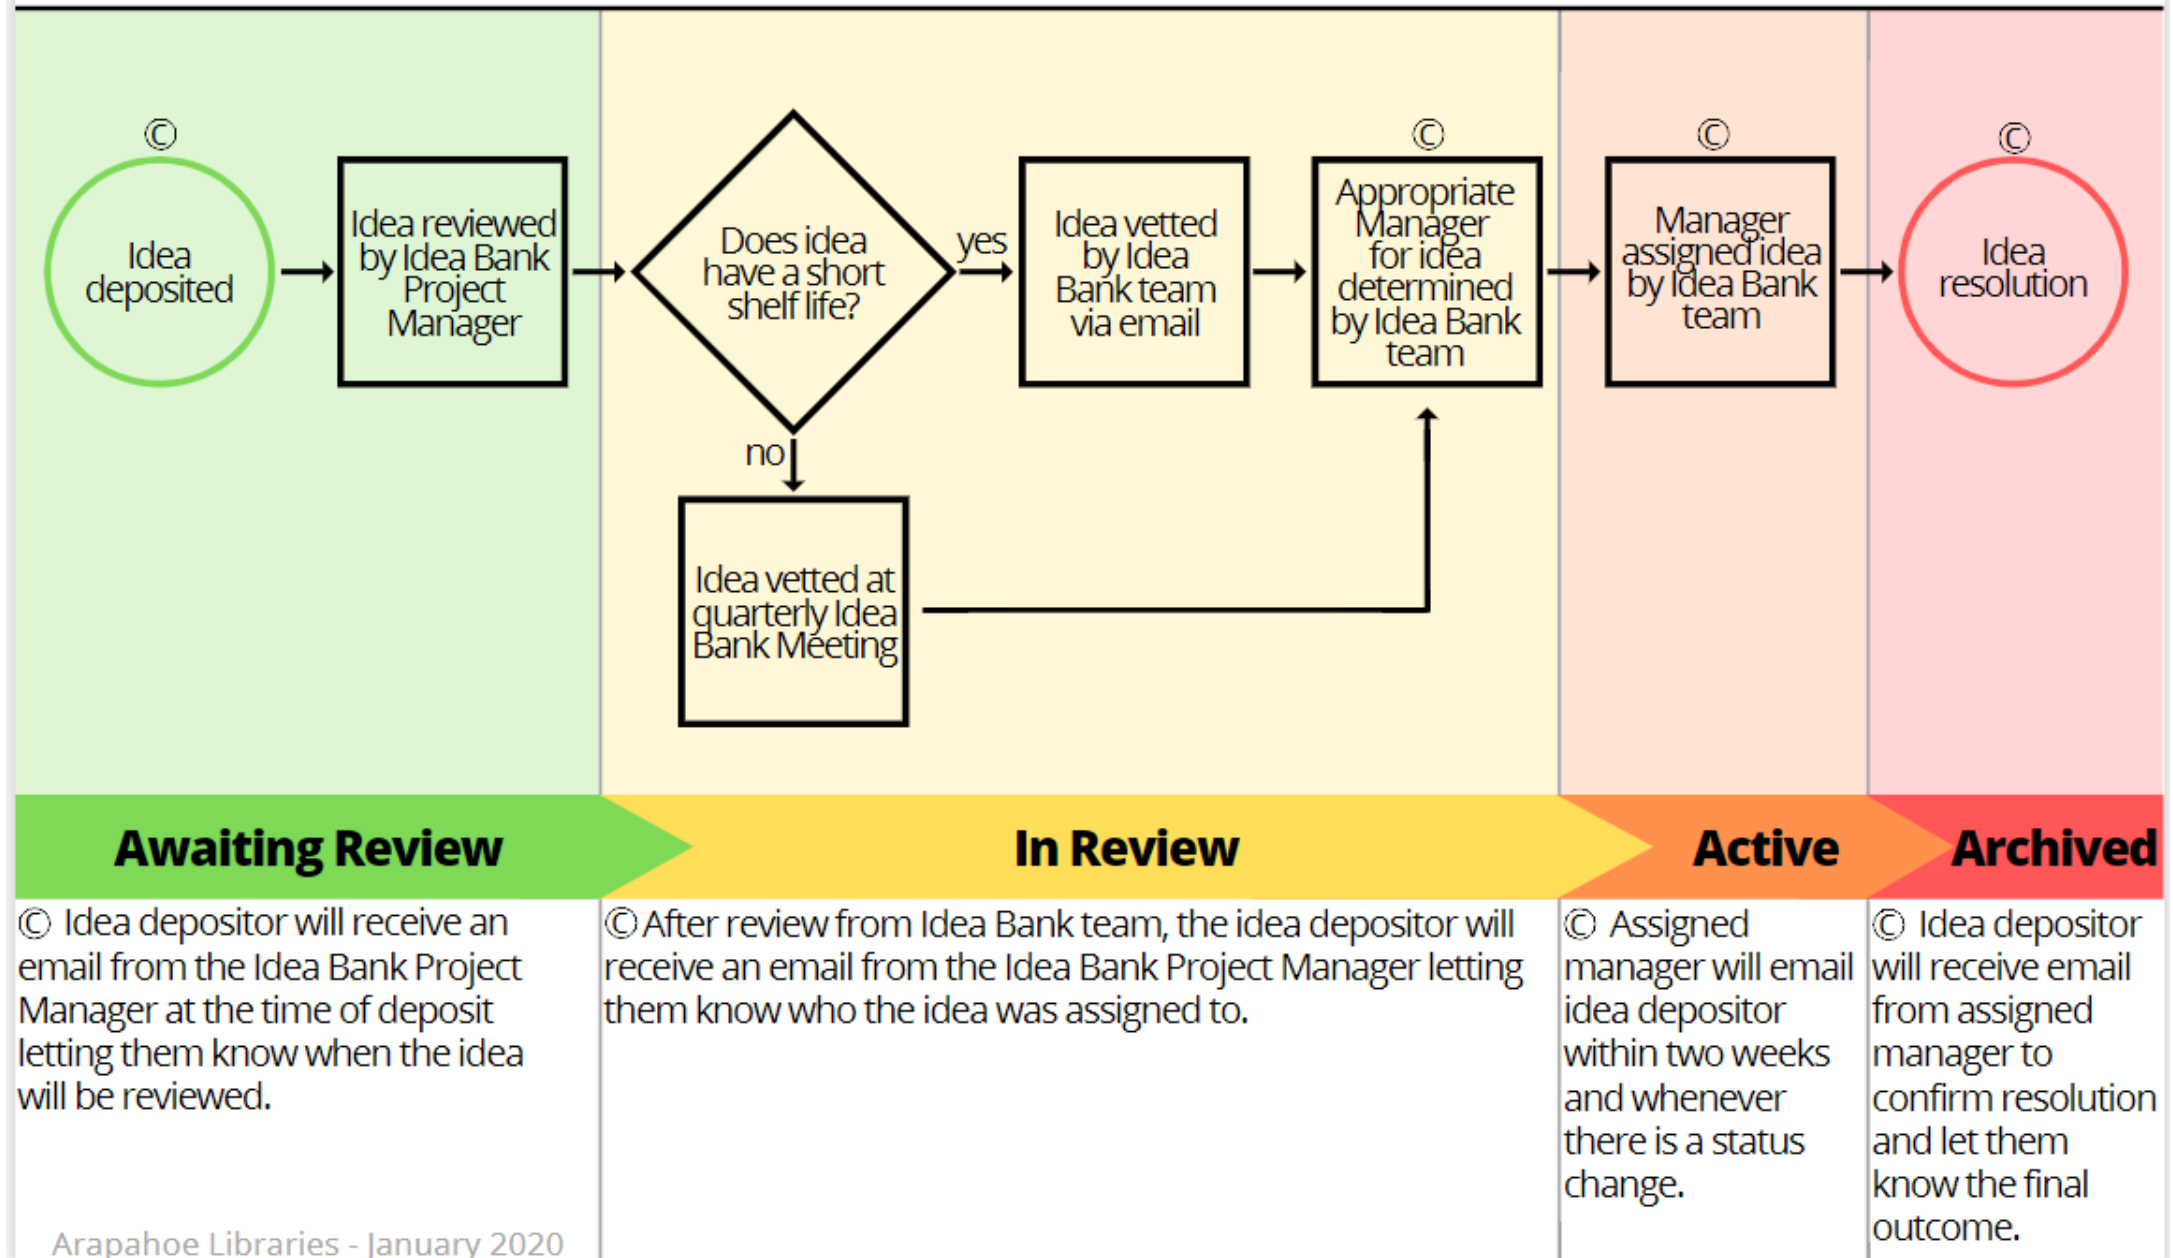 ©
Idea
deposited
Idea reviewed
by Idea Bank
Project
Manager
Does idea
have a short
shelf life?
yes
no
Idea vetted
by Idea
Bank team
via email
©
Appropriate
Manager
for idea
determined
by Idea Bank
team
Idea vetted at
quarterly Idea
Bank Meeting
©
Manager
assigned idea
by Idea Bank
team
©
Idea
resolution
Awaiting Review
In Review
Active
Archived
© Idea depositor will receive an
email from the Idea Bank Project
Manager at the time of deposit
letting them know when the idea
will be reviewed.
© After review from Idea Bank team, the idea depositor will
receive an email from the Idea Bank Project Manager letting
them know who the idea was assigned to.
© Assigned
manager will email
idea depositor
within two weeks
and whenever
there is a status
change.
© Idea depositor
will receive email
from assigned
manager to
confirm resolution
and let them
know the final
outcome.
Arapahoe Libraries - January 2020